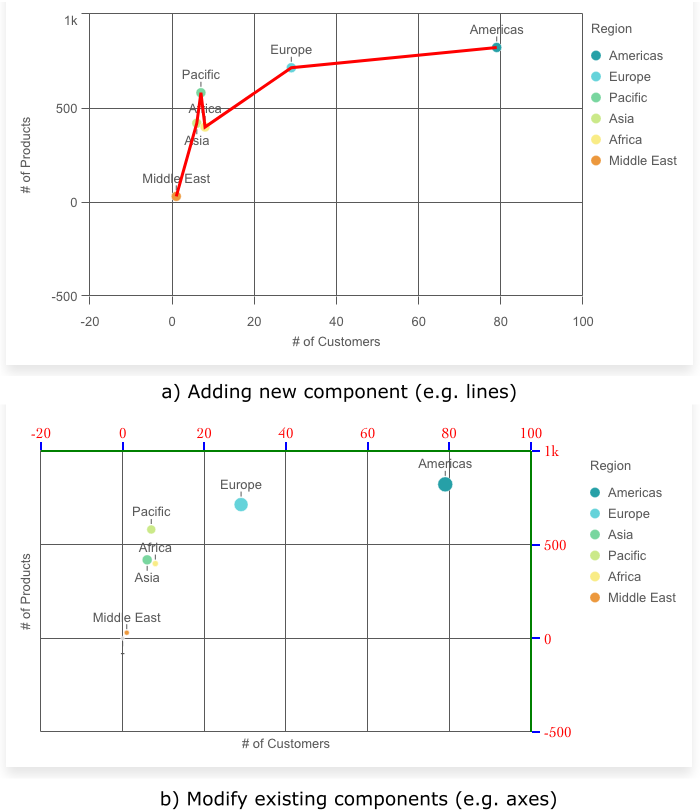 1k
500
0
-500
# of Products
-20 0 20 40 60 80 100
# of Customers
Americas
Europe
Pacific
Africa
Asia
Middle East
Region
Americas
Europe
Pacific
Asia
Africa
Middle East
a) Adding new component (e.g. lines)
-20 0 20 40 60 80 100
1k
500
0
-500
# of Products
Americas
Europe
Pacific
Africa
Asia
Middle East
# of Customers
Region
Americas
Europe
Asia
Pacific
Africa
Middle East
b) Modify existing components (e.g. axes)